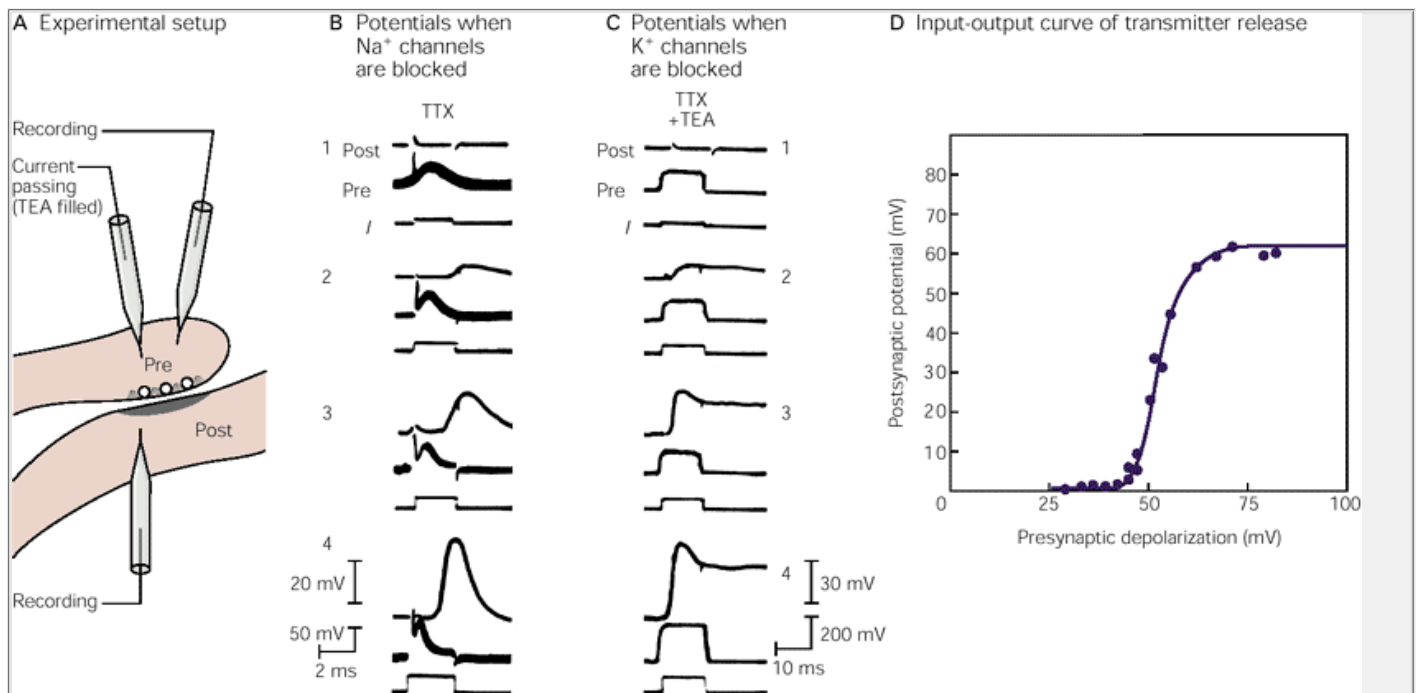 A Experimental setup
Recording
Current
passing
(TEA filled)
Pre
Post
Recording
B Potentials when
Na⁺ channels
are blocked
TTX
1 Post
Pre
I
2
3
4
20 mV
50 mV
2 ms
C Potentials when
K⁺ channels
are blocked
TTX
+TEA
Post 1
Pre
I
2
3
4 30 mV
200 mV
10 ms
D Input-output curve of transmitter release
Postsynaptic potential (mV)
80
70
60
50
40
30
20
10
0 25 50 75 100
Presynaptic depolarization (mV)